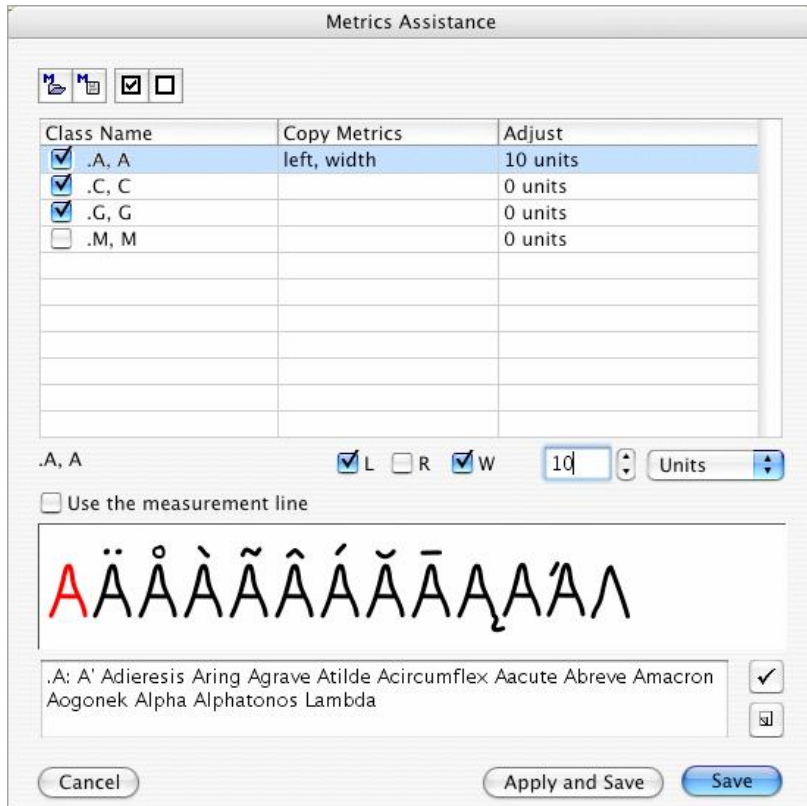 Metrics Assistance
M M
Class Name Copy Metrics Adjust
.A, A left, width 10 units
.C, C 0 units
.G, G 0 units
.M, M 0 units
.A, A L R W 10 Units
Use the measurement line
AÄÅÀÃÂÁĂĀĄΑΆΛ
.A: A' Adieresis Aring Agrave Atilde Acircumflex Aacute Abreve Amacron
Aogonek Alpha Alphatonos Lambda
Cancel Apply and Save Save